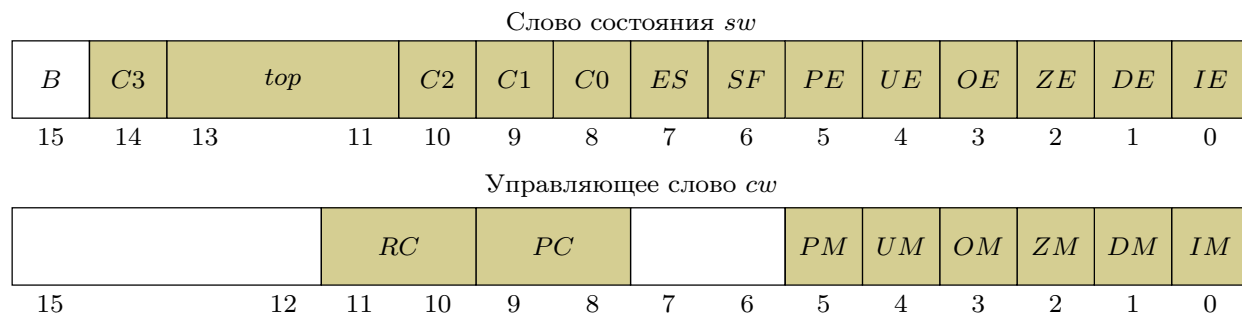 Слово состояния sw
B C3 top C2 C1 C0 ES SF PE UE OE ZE DE IE
15 14 13 11 10 9 8 7 6 5 4 3 2 1 0
Управляющее слово cw
RC PC PM UM OM ZM DM IM
15 12 11 10 9 8 7 6 5 4 3 2 1 0